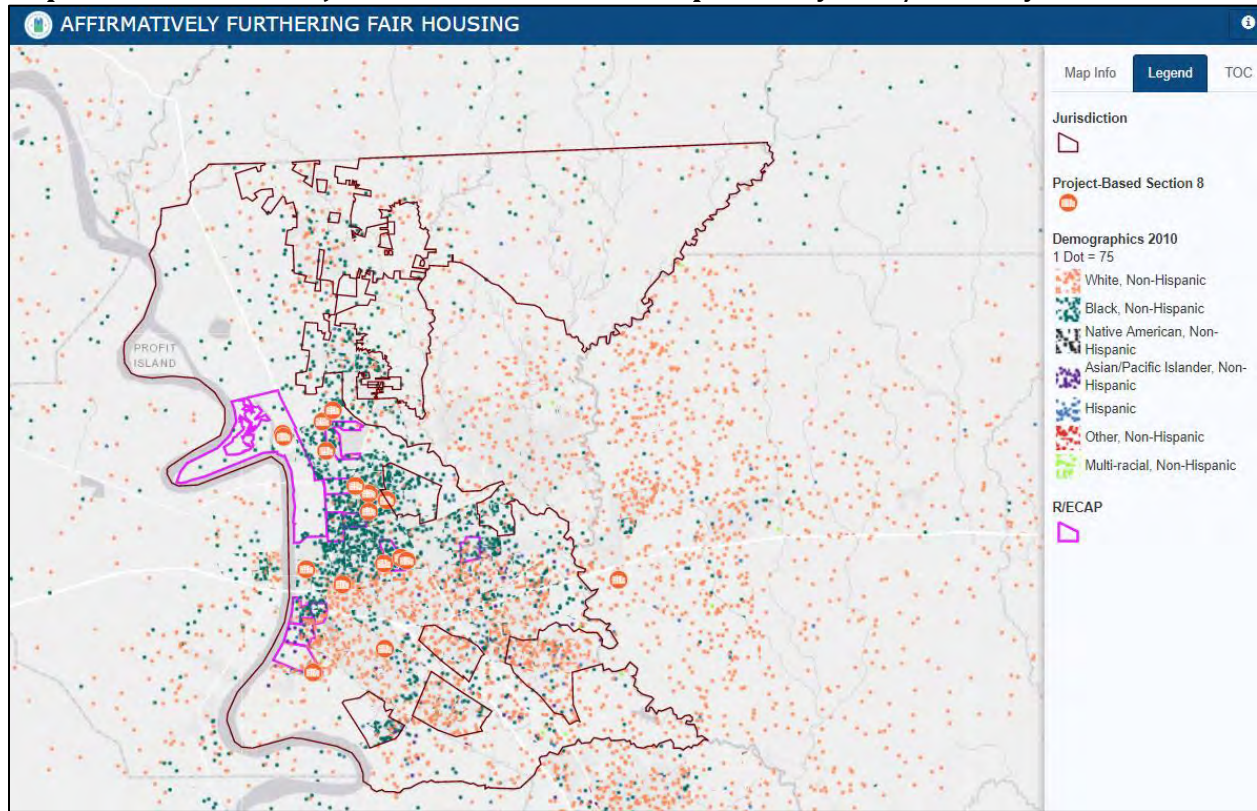 AFFIRMATIVELY FURTHERING FAIR HOUSING
Map Info Legend TOC
Jurisdiction
Project-Based Section 8
Demographics 2010
1 Dot = 75
White, Non-Hispanic
Black, Non-Hispanic
Native American, Non-
Hispanic
Asian/Pacific Islander, Non-
Hispanic
Hispanic
Other, Non-Hispanic
Multi-racial, Non-Hispanic
R/ECAP
PROFIT
ISLAND